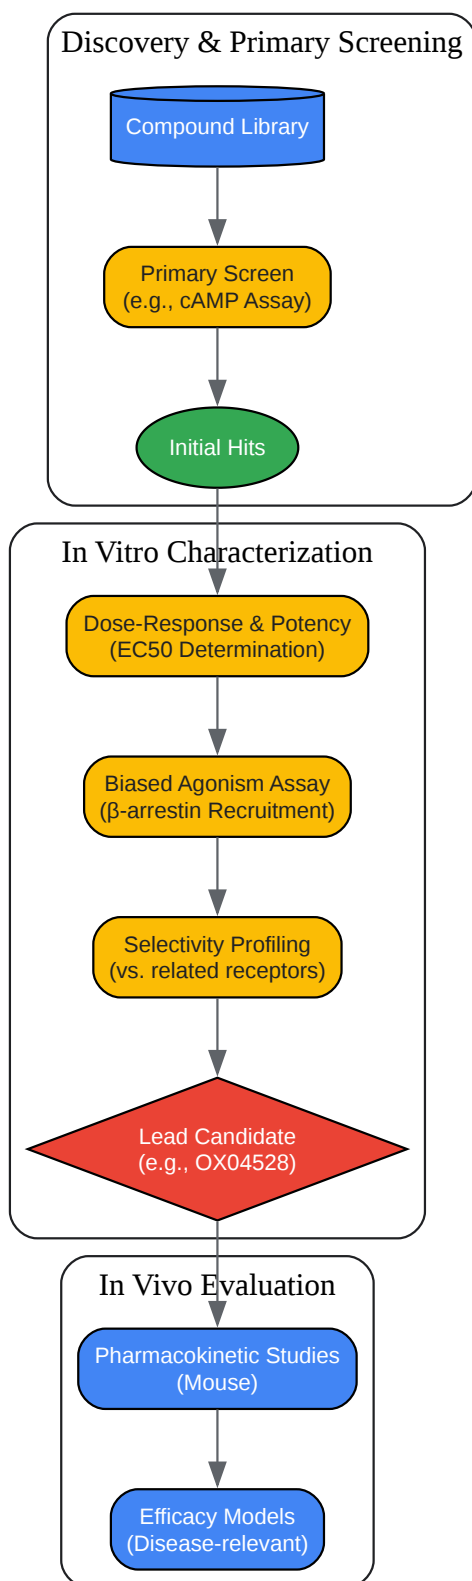 Discovery & Primary Screening
Compound Library
Primary Screen
(e.g., cAMP Assay)
Initial Hits
In Vitro Characterization
Dose-Response & Potency
(EC50 Determination)
Biased Agonism Assay
(β-arrestin Recruitment)
Selectivity Profiling
(vs. related receptors)
Lead Candidate
(e.g., OX04528)
In Vivo Evaluation
Pharmacokinetic Studies
(Mouse)
Efficacy Models
(Disease-relevant)